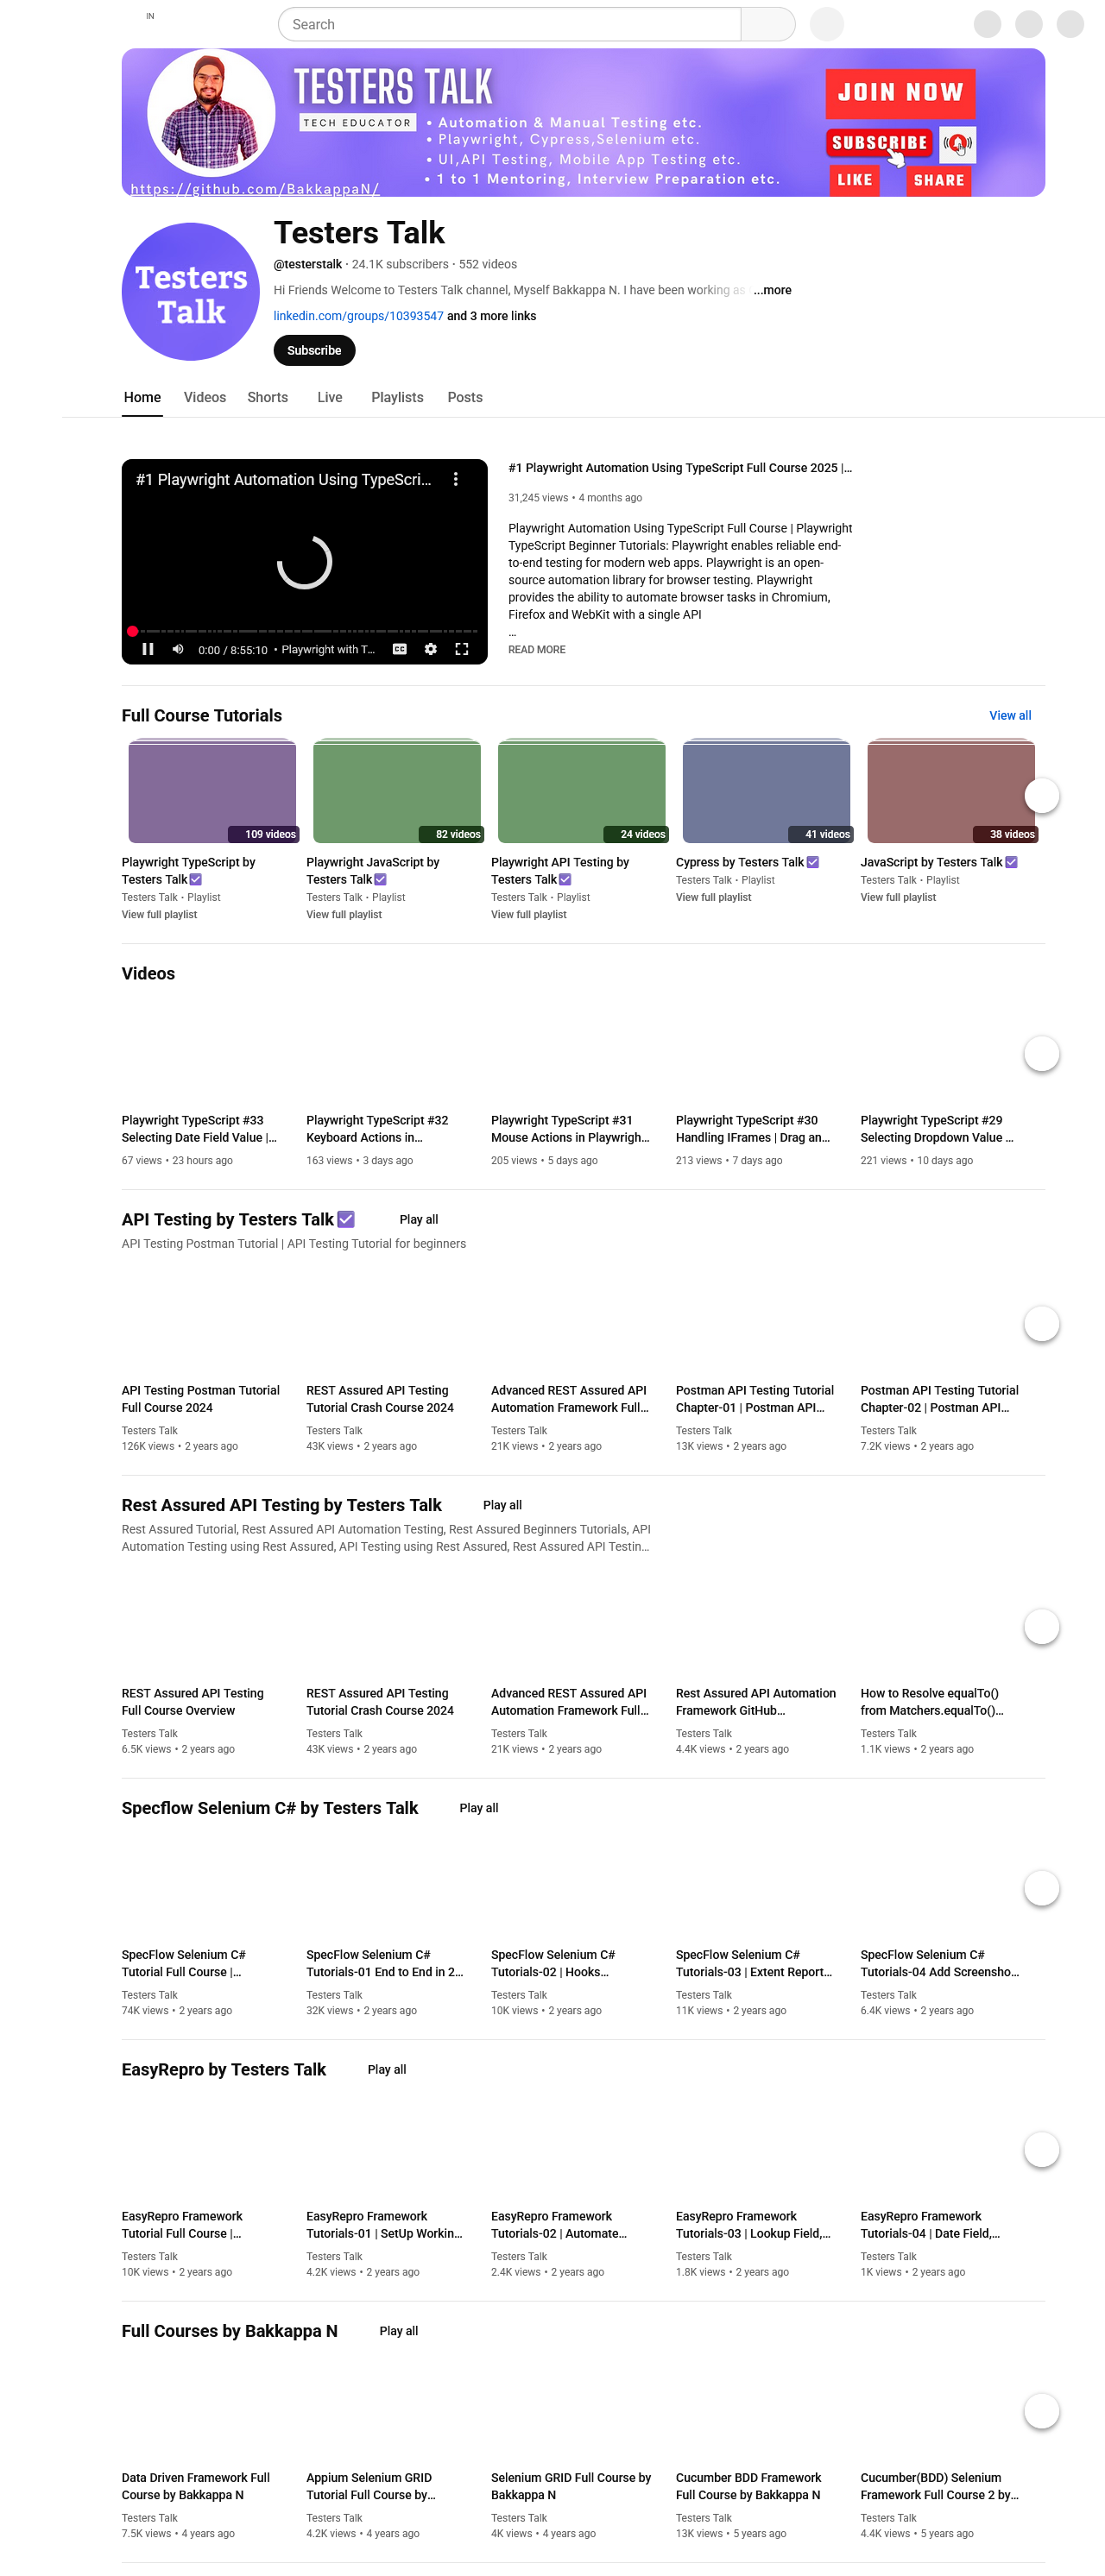 IN
Search
TESTERS TALK
TECH EDUCATOR
• Automation & Manual Testing etc.
• Playwright, Cypress,Selenium etc.
• UI,API Testing, Mobile App Testing etc.
• 1 to 1 Mentoring, Interview Preparation etc.
https://github.com/BakkappaN/
JOIN NOW
SUBSCRIBE
LIKE
SHARE
Testers
Talk
Testers Talk
@testerstalk • 24.1K subscribers • 552 videos
Hi Friends Welcome to Testers Talk channel, Myself Bakkappa N. I have been working as ...more
linkedin.com/groups/10393547 and 3 more links
Subscribe
Home Videos Shorts Live Playlists Posts
#1 Playwright Automation Using TypeScri...
0:00 / 8:55:10 • Playwright with T...
CC
#1 Playwright Automation Using TypeScript Full Course 2025 |...
31,245 views • 4 months ago
Playwright Automation Using TypeScript Full Course | Playwright
TypeScript Beginner Tutorials: Playwright enables reliable end-
to-end testing for modern web apps. Playwright is an open-
source automation library for browser testing. Playwright
provides the ability to automate browser tasks in Chromium,
Firefox and WebKit with a single API
...
READ MORE
Full Course Tutorials
View all
109 videos
82 videos
24 videos
41 videos
38 videos
Playwright TypeScript by
Testers Talk☑
Testers Talk • Playlist
View full playlist
Playwright JavaScript by
Testers Talk☑
Testers Talk • Playlist
View full playlist
Playwright API Testing by
Testers Talk☑
Testers Talk • Playlist
View full playlist
Cypress by Testers Talk☑
Testers Talk • Playlist
View full playlist
JavaScript by Testers Talk☑
Testers Talk • Playlist
View full playlist
Videos
Playwright TypeScript #33
Selecting Date Field Value |...
67 views • 23 hours ago
Playwright TypeScript #32
Keyboard Actions in...
163 views • 3 days ago
Playwright TypeScript #31
Mouse Actions in Playwrigh...
205 views • 5 days ago
Playwright TypeScript #30
Handling IFrames | Drag an...
213 views • 7 days ago
Playwright TypeScript #29
Selecting Dropdown Value ...
221 views • 10 days ago
API Testing by Testers Talk☑
Play all
API Testing Postman Tutorial | API Testing Tutorial for beginners
API Testing Postman Tutorial
Full Course 2024
Testers Talk
126K views • 2 years ago
REST Assured API Testing
Tutorial Crash Course 2024
Testers Talk
43K views • 2 years ago
Advanced REST Assured API
Automation Framework Full...
Testers Talk
21K views • 2 years ago
Postman API Testing Tutorial
Chapter-01 | Postman API...
Testers Talk
13K views • 2 years ago
Postman API Testing Tutorial
Chapter-02 | Postman API...
Testers Talk
7.2K views • 2 years ago
Rest Assured API Testing by Testers Talk
Play all
Rest Assured Tutorial, Rest Assured API Automation Testing, Rest Assured Beginners Tutorials, API
Automation Testing using Rest Assured, API Testing using Rest Assured, Rest Assured API Testin...
REST Assured API Testing
Full Course Overview
Testers Talk
6.5K views • 2 years ago
REST Assured API Testing
Tutorial Crash Course 2024
Testers Talk
43K views • 2 years ago
Advanced REST Assured API
Automation Framework Full...
Testers Talk
21K views • 2 years ago
Rest Assured API Automation
Framework GitHub...
Testers Talk
4.4K views • 2 years ago
How to Resolve equalTo()
from Matchers.equalTo()...
Testers Talk
1.1K views • 2 years ago
Specflow Selenium C# by Testers Talk
Play all
SpecFlow Selenium C#
Tutorial Full Course |...
Testers Talk
74K views • 2 years ago
SpecFlow Selenium C#
Tutorials-01 End to End in 2...
Testers Talk
32K views • 2 years ago
SpecFlow Selenium C#
Tutorials-02 | Hooks...
Testers Talk
10K views • 2 years ago
SpecFlow Selenium C#
Tutorials-03 | Extent Report...
Testers Talk
11K views • 2 years ago
SpecFlow Selenium C#
Tutorials-04 Add Screensho...
Testers Talk
6.4K views • 2 years ago
EasyRepro by Testers Talk
Play all
EasyRepro Framework
Tutorial Full Course |...
Testers Talk
10K views • 2 years ago
EasyRepro Framework
Tutorials-01 | SetUp Workin...
Testers Talk
4.2K views • 2 years ago
EasyRepro Framework
Tutorials-02 | Automate...
Testers Talk
2.4K views • 2 years ago
EasyRepro Framework
Tutorials-03 | Lookup Field,...
Testers Talk
1.8K views • 2 years ago
EasyRepro Framework
Tutorials-04 | Date Field,...
Testers Talk
1K views • 2 years ago
Full Courses by Bakkappa N
Play all
Data Driven Framework Full
Course by Bakkappa N
Testers Talk
7.5K views • 4 years ago
Appium Selenium GRID
Tutorial Full Course by...
Testers Talk
4.2K views • 4 years ago
Selenium GRID Full Course by
Bakkappa N
Testers Talk
4K views • 4 years ago
Cucumber BDD Framework
Full Course by Bakkappa N
Testers Talk
13K views • 5 years ago
Cucumber(BDD) Selenium
Framework Full Course 2 by...
Testers Talk
4.4K views • 5 years ago